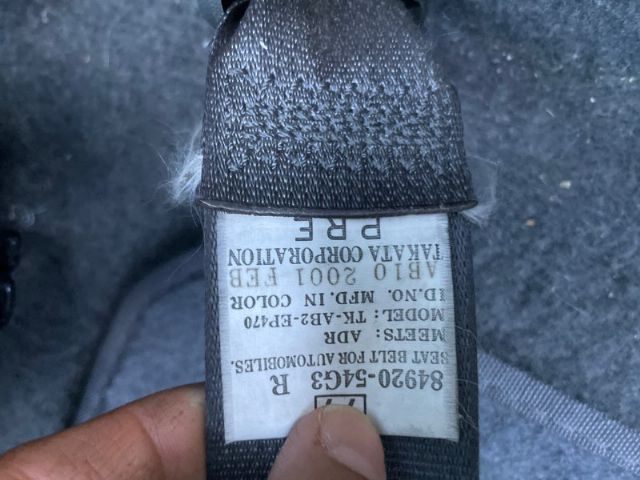 84920-54G3 R
SEAT BELT FOR AUTOMOBILES.
MEETS: ADR
MODEL: TK-AB2-EP470
I.D.NO. MFD.IN COLOR
AB10 2001 FEB
TAKATA CORPORATION
PRE